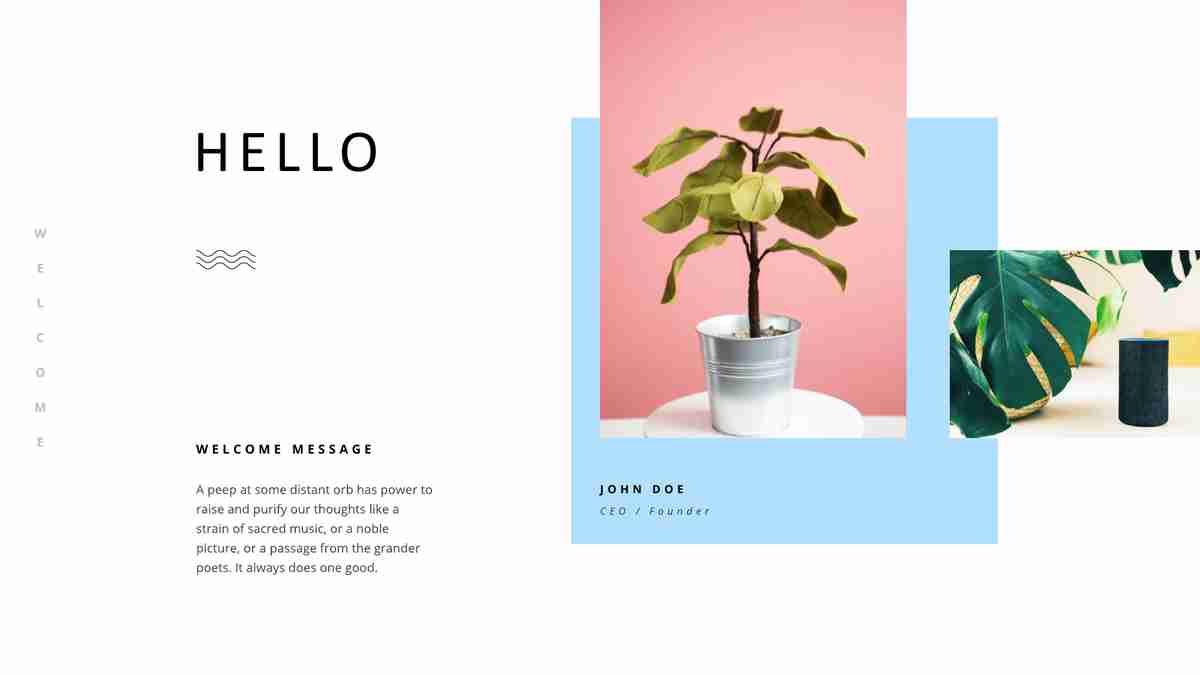 HELLO
W
E
L
C
O
M
E
WELCOME MESSAGE
A peep at some distant orb has power to
raise and purify our thoughts like a
strain of sacred music, or a noble
picture, or a passage from the grander
poets. It always does one good.
JOHN DOE
CEO / Founder